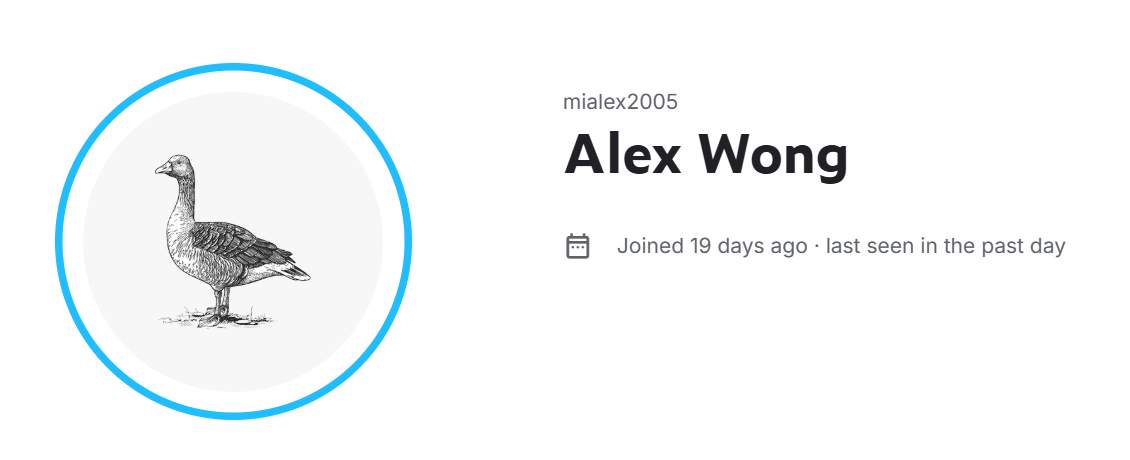 mialex2005
Alex Wong
Joined 19 days ago · last seen in the past day